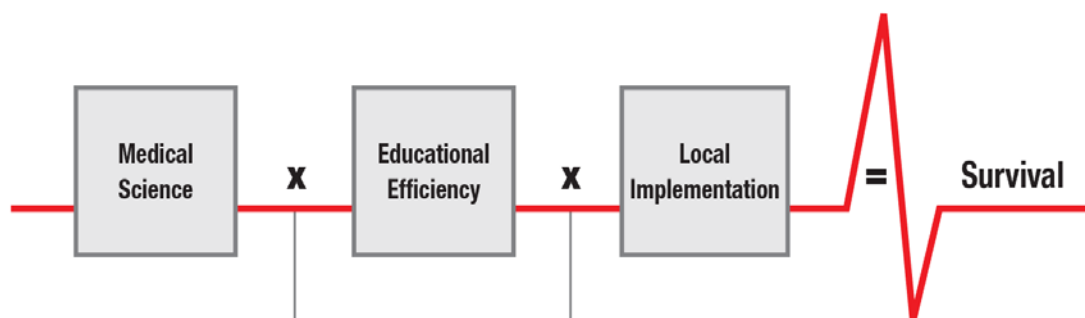 Medical
Science
x
Educational
Efficiency
x
Local
Implementation
=
Survival